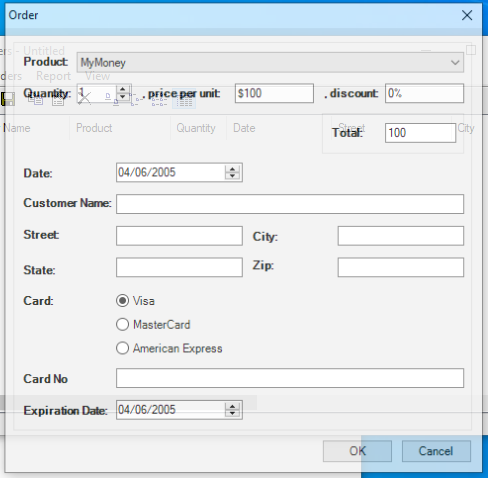 Order
ers - Untitled
Product: MyMoney
ders Report View
Quantity: 1 , price per unit: $100 , discount: 0%
Name Product Quantity Date Street City
Total: 100
Date: 04/06/2005
Customer Name:
Street: City:
State: Zip:
Card: Visa
MasterCard
American Express
Card No
Expiration Date: 04/06/2005
OK Cancel